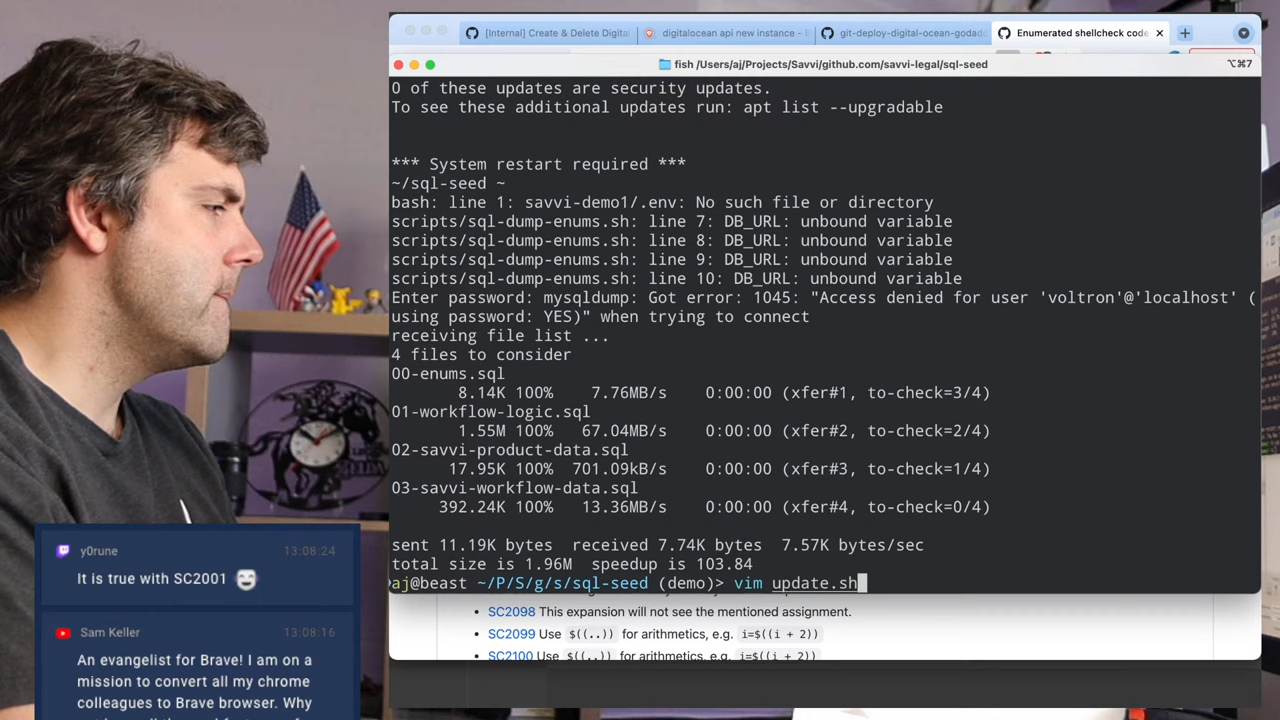 [Internal] Create & Delete Digita
digitalocean api new instance - B
git-deploy-digital-ocean-godad
Enumerated shellcheck code
fish /Users/aj/Projects/Savvi/github.com/savvi-legal/sql-seed
⌥⌘7
0 of these updates are security updates.
To see these additional updates run: apt list --upgradable
*** System restart required ***
~/sql-seed ~
bash: line 1: savvi-demo1/.env: No such file or directory
scripts/sql-dump-enums.sh: line 7: DB_URL: unbound variable
scripts/sql-dump-enums.sh: line 8: DB_URL: unbound variable
scripts/sql-dump-enums.sh: line 9: DB_URL: unbound variable
scripts/sql-dump-enums.sh: line 10: DB_URL: unbound variable
Enter password: mysqldump: Got error: 1045: "Access denied for user 'voltron'@'localhost' (
using password: YES)" when trying to connect
receiving file list ...
4 files to consider
00-enums.sql
8.14K 100% 7.76MB/s 0:00:00 (xfer#1, to-check=3/4)
01-workflow-logic.sql
1.55M 100% 67.04MB/s 0:00:00 (xfer#2, to-check=2/4)
02-savvi-product-data.sql
17.95K 100% 701.09kB/s 0:00:00 (xfer#3, to-check=1/4)
03-savvi-workflow-data.sql
392.24K 100% 13.36MB/s 0:00:00 (xfer#4, to-check=0/4)
sent 11.19K bytes received 7.74K bytes 7.57K bytes/sec
total size is 1.96M speedup is 103.84
aj@beast ~/P/S/g/s/sql-seed (demo)> vim update.sh
SC2098 This expansion will not see the mentioned assignment.
SC2099 Use $((..)) for arithmetics, e.g. i=$((i + 2))
SC2100 Use $((..)) for arithmetics, e.g. i=$((i + 2))
y0rune 13:08:24
It is true with SC2001
Sam Keller 13:08:16
An evangelist for Brave! I am on a
mission to convert all my chrome
colleagues to Brave browser. Why